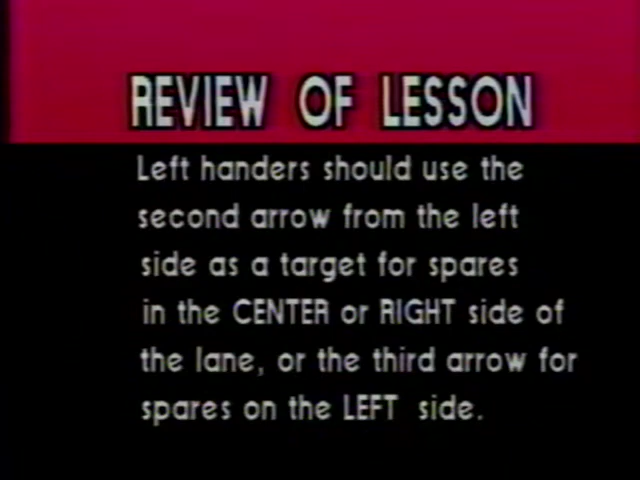 REVIEW OF LESSON
Left handers should use the
second arrow from the left
side as a target for spares
in the CENTER or RIGHT side of
the lane, or the third arrow for
spares on the LEFT side.